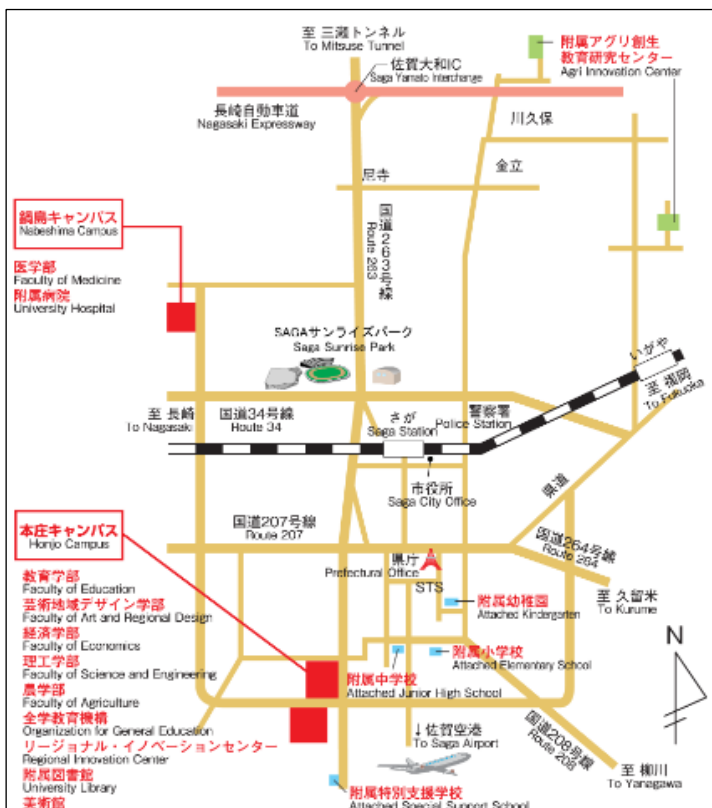 至 三瀬トンネル
To Mitsuse Tunnel
佐賀大和IC
Saga Yamato Interchange
附属アグリ創生
教育研究センター
Agri Innovation Center
長崎自動車道
Nagasaki Expressway
川久保
金立
尼寺
国道263号線
Route 263
鍋島キャンパス
Nabeshima Campus
医学部
Faculty of Medicine
附属病院
University Hospital
SAGAサンライズパーク
Saga Sunrise Park
いがや
至 福岡
To Fukuoka
至 長崎
To Nagasaki
国道34号線
Route 34
さが
Saga Station
警察署
Police Station
市役所
Saga City Office
県道
本庄キャンパス
Honjo Campus
国道207号線
Route 207
国道264号線
Route 264
県庁
Prefectural Office
STS
至 久留米
To Kurume
附属幼稚園
Attached Kindergarten
附属小学校
Attached Elementary School
附属中学校
Attached Junior High School
N
教育学部
Faculty of Education
芸術地域デザイン学部
Faculty of Art and Regional Design
経済学部
Faculty of Economics
理工学部
Faculty of Science and Engineering
農学部
Faculty of Agriculture
全学教育機構
Organization for General Education
リージョナル・イノベーションセンター
Regional Innovation Center
附属図書館
University Library
美術館
↓佐賀空港
To Saga Airport
国道208号線
Route 208
至 柳川
To Yanagawa
附属特別支援学校
Attached Special Support School